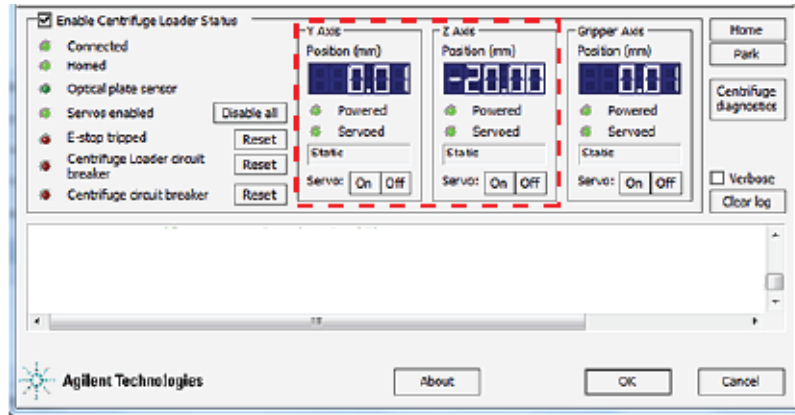 Enable Centrifuge Loader Status
Connected
Homed
Optical plate sensor
Servos enabled
Disable all
E-stop tripped
Reset
Centrifuge Loader circuit
breaker
Reset
Centrifuge circuit breaker
Reset
Y Axis
Position (mm)
0.01
Powered
Servoed
Static
Servo: On Off
Z Axis
Position (mm)
-20.00
Powered
Servoed
Static
Servo: On Off
Gripper Axis
Position (mm)
0.01
Powered
Servoed
Static
Servo: On Off
Home
Park
Centrifuge
diagnostics
Verbose
Clear log
Agilent Technologies
About
OK
Cancel